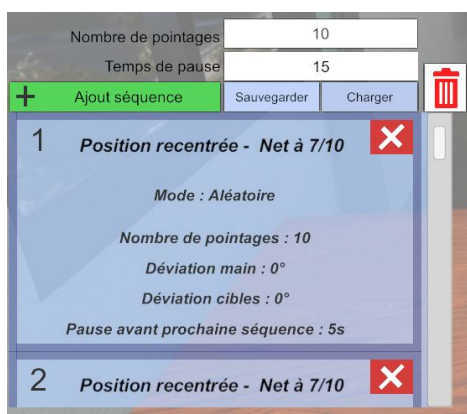 Nombre de pointages 10
Temps de pause 15
+ Ajout séquence Sauvegarder Charger
1 Position recentrée - Net à 7/10
Mode : Aléatoire
Nombre de pointages : 10
Déviation main : 0°
Déviation cibles : 0°
Pause avant prochaine séquence : 5s
2 Position recentrée - Net à 7/10